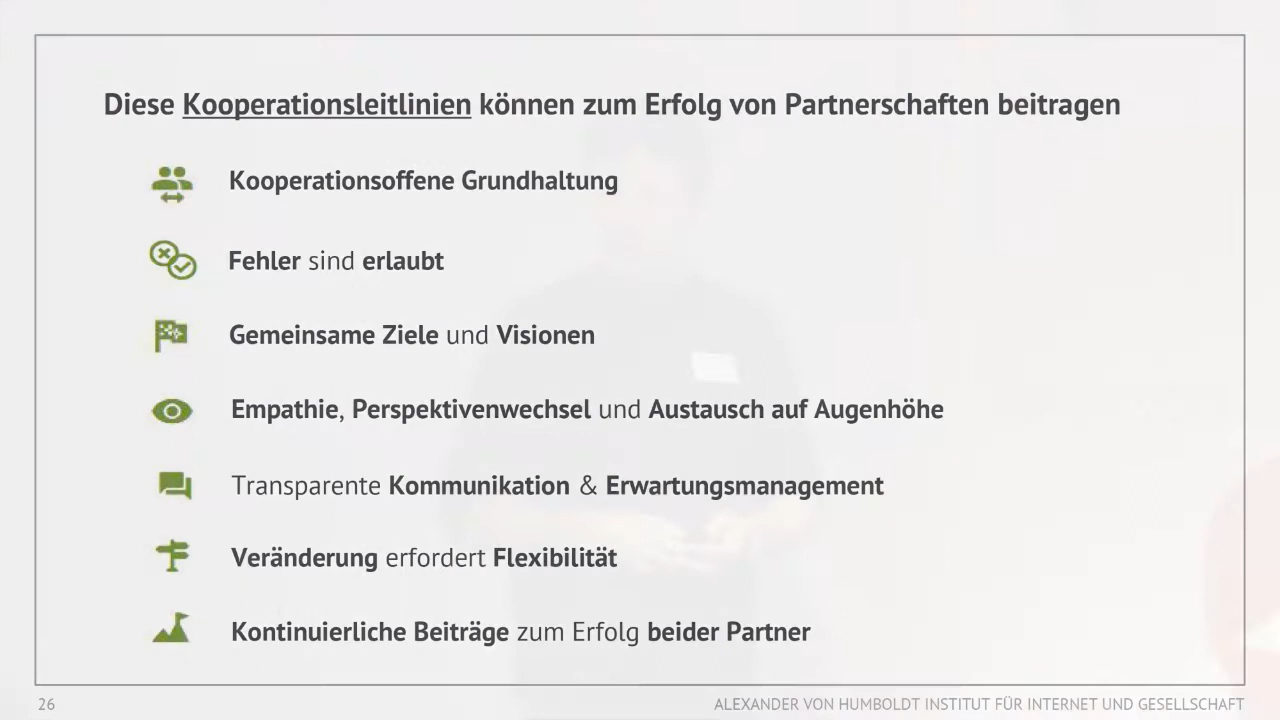 Diese Kooperationsleitlinien können zum Erfolg von Partnerschaften beitragen
Kooperationsoffene Grundhaltung
Fehler sind erlaubt
Gemeinsame Ziele und Visionen
Empathie, Perspektivenwechsel und Austausch auf Augenhöhe
Transparente Kommunikation & Erwartungsmanagement
Veränderung erfordert Flexibilität
Kontinuierliche Beiträge zum Erfolg beider Partner
26
ALEXANDER VON HUMBOLDT INSTITUT FÜR INTERNET UND GESELLSCHAFT